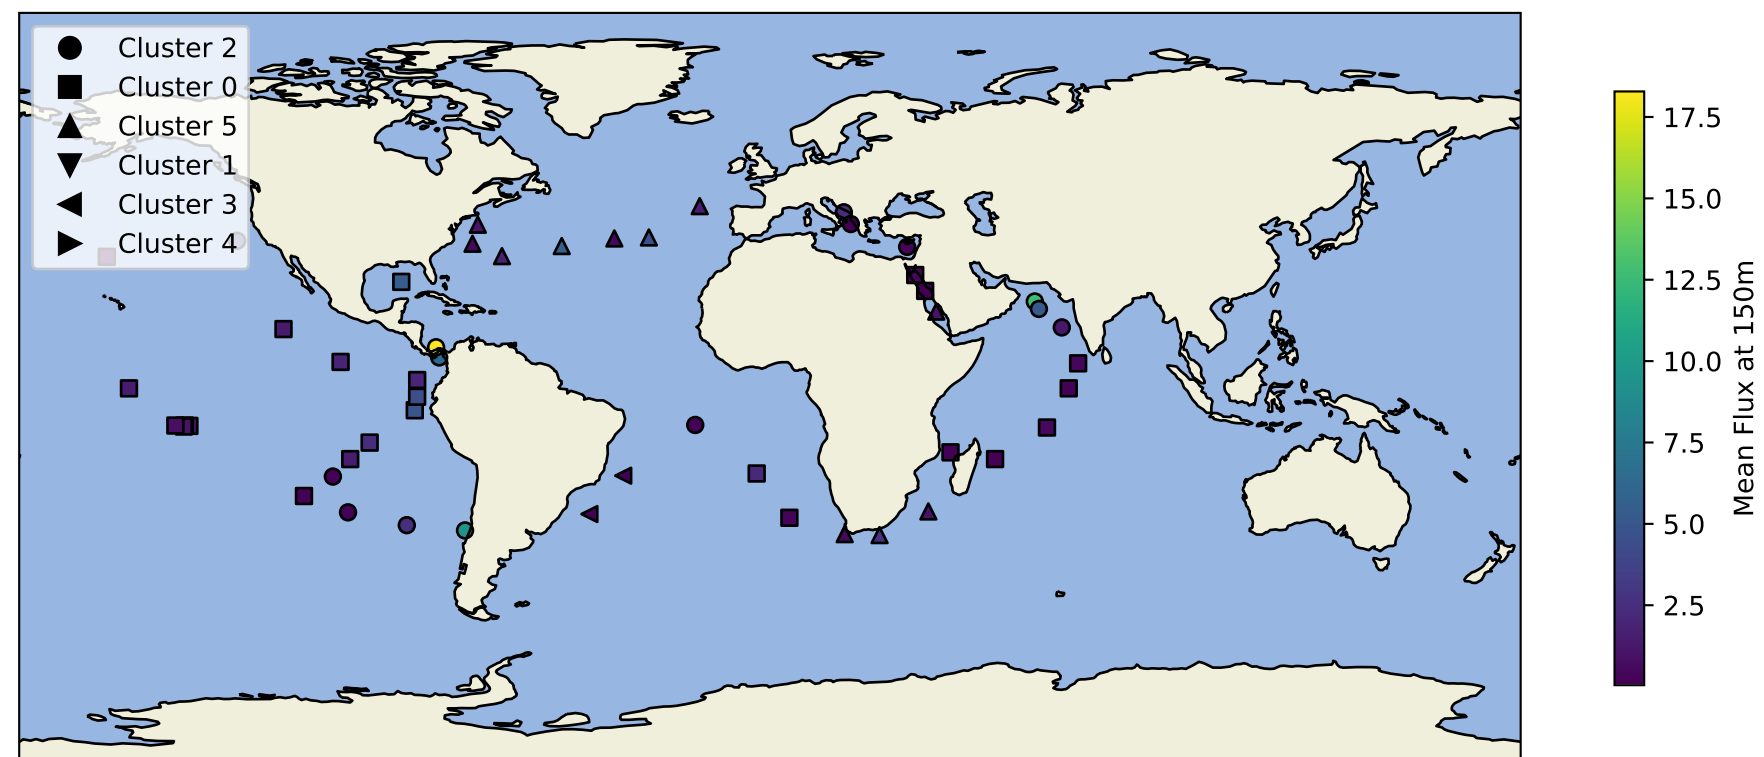 Cluster 2
Cluster 0
Cluster 5
Cluster 1
Cluster 3
Cluster 4
17.5
15.0
12.5
10.0
7.5
5.0
2.5
Mean Flux at 150m